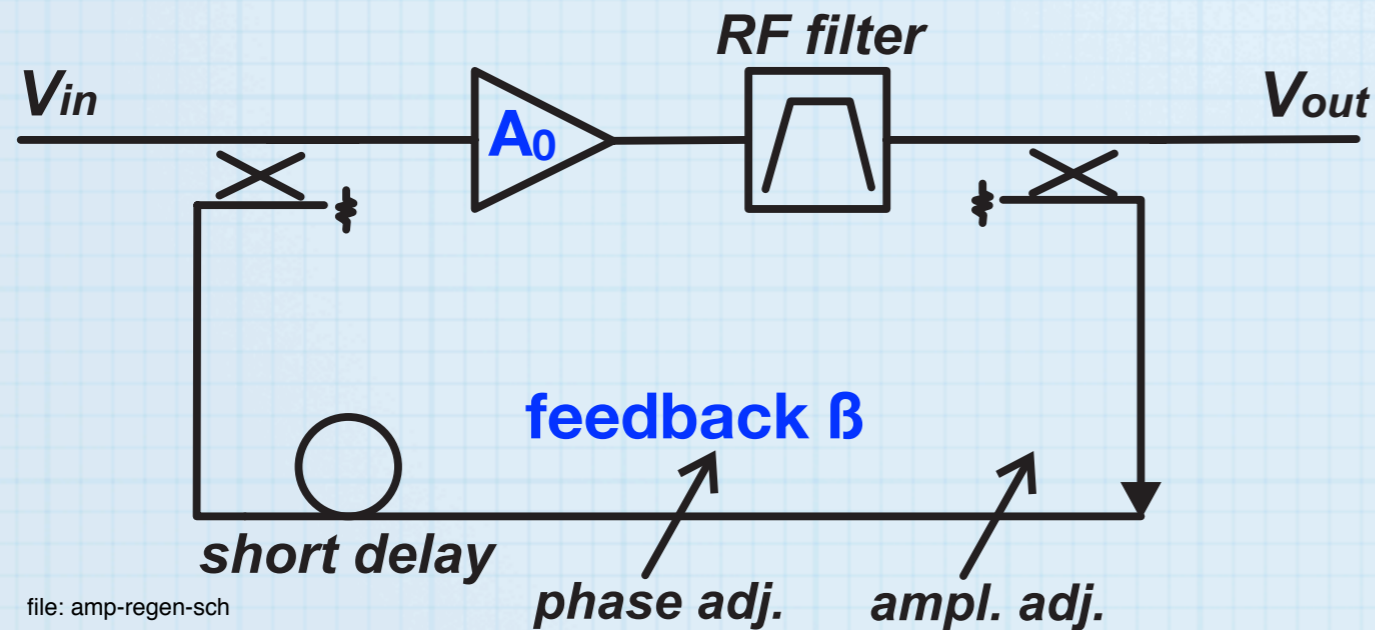 RF filter
Vin
Vout
A0
feedback ß
short delay
phase adj.
ampl. adj.
file: amp-regen-sch